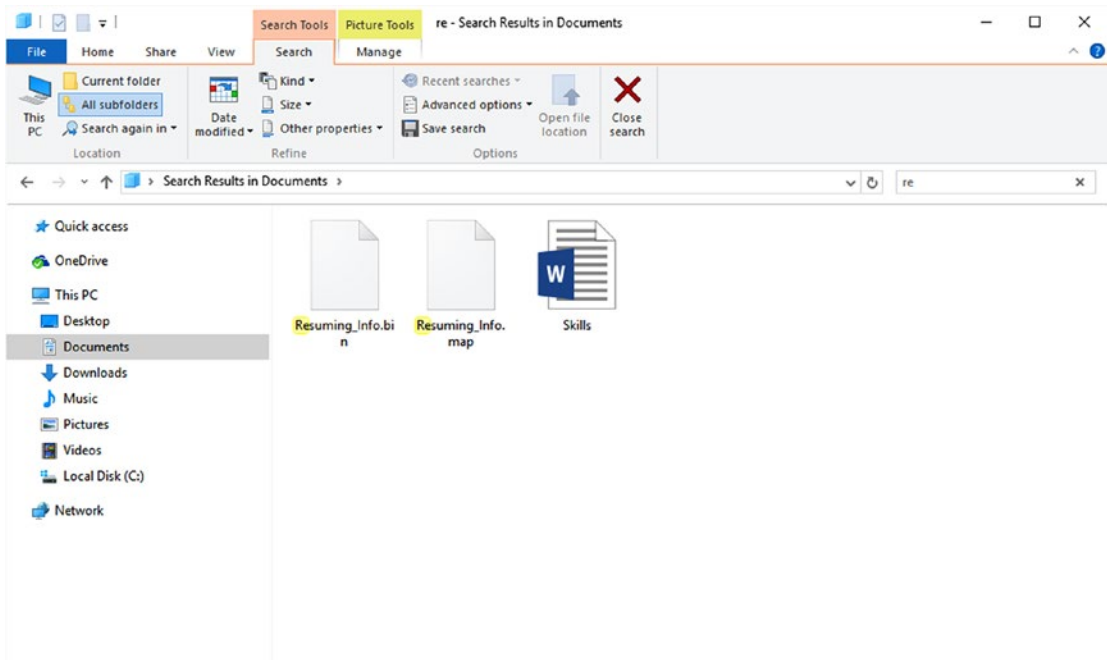 Search Tools Picture Tools re - Search Results in Documents
File Home Share View Search Manage
Current folder
All subfolders
Search again in
This PC
Date modified
Kind
Size
Other properties
Recent searches
Advanced options
Save search
Open file location
Close search
Location Refine Options
Search Results in Documents re
Quick access
OneDrive
This PC
Desktop
Documents
Downloads
Music
Pictures
Videos
Local Disk (C:)
Network
Resuming_Info.bi
n
Resuming_Info.
map
Skills
W